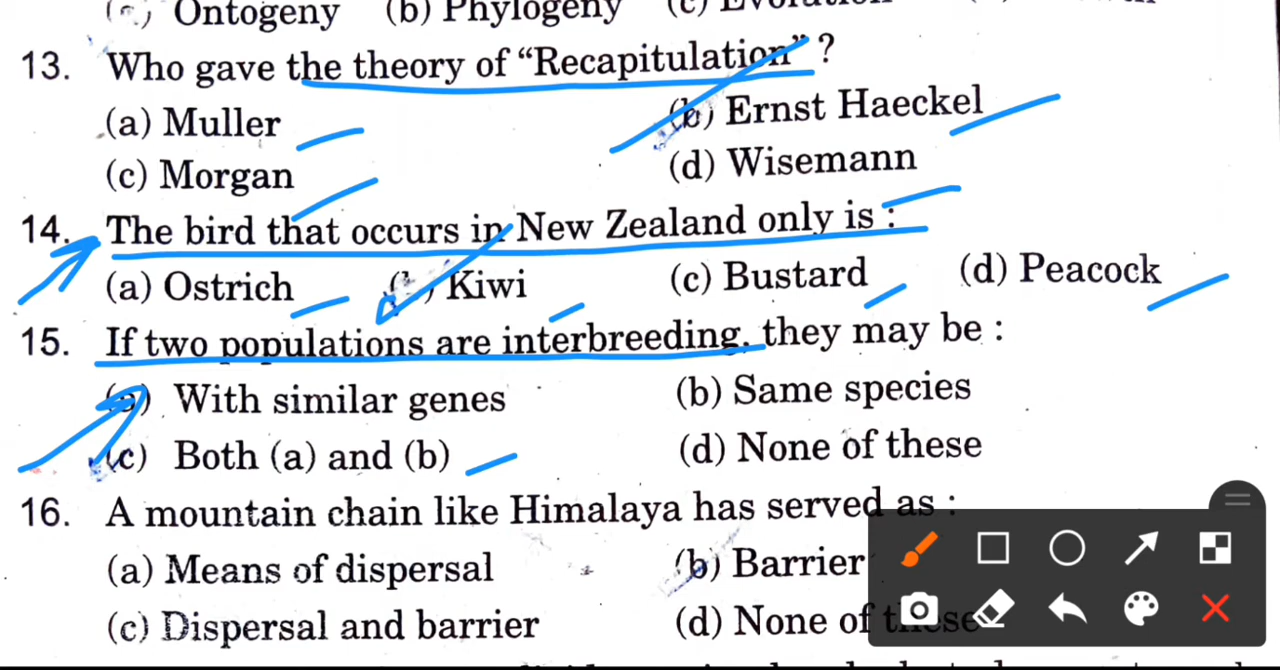 Ontogeny (b) Phylogeny (c) Evolution
13. Who gave the theory of “Recapitulation” ?
(a) Muller (b) Ernst Haeckel
(c) Morgan (d) Wisemann
14. The bird that occurs in New Zealand only is :
(a) Ostrich Kiwi (c) Bustard (d) Peacock
15. If two populations are interbreeding, they may be :
(a) With similar genes (b) Same species
(c) Both (a) and (b) (d) None of these
16. A mountain chain like Himalaya has served as :
(a) Means of dispersal (b) Barrier
(c) Dispersal and barrier (d) None of these